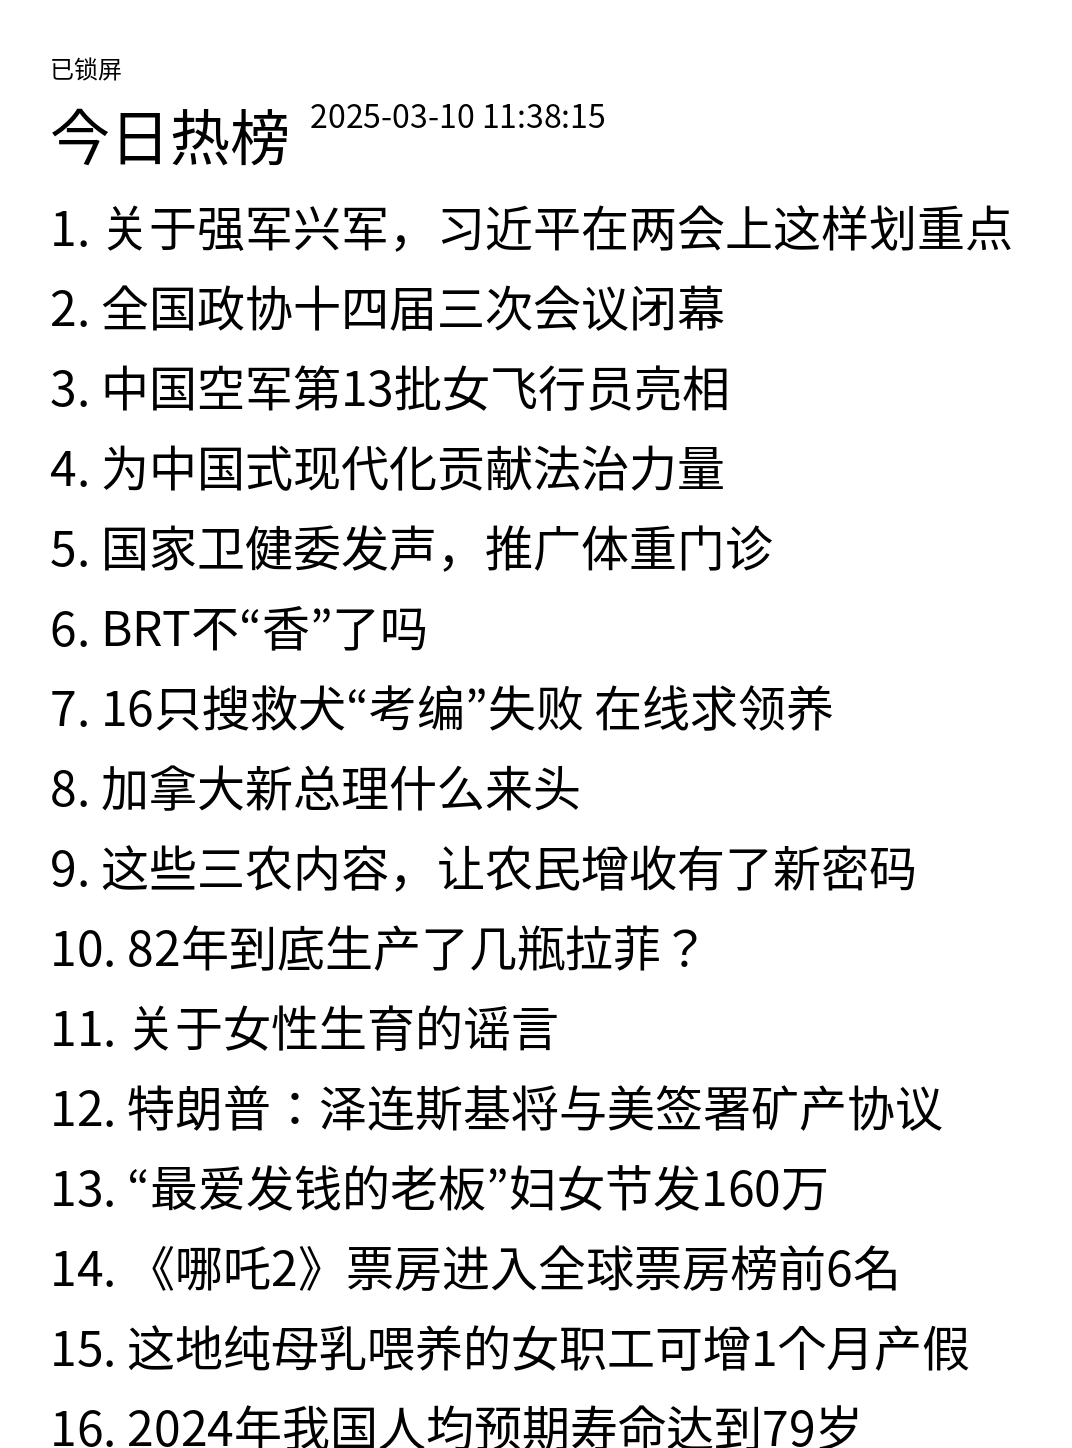 已锁屏
今日热榜 2025-03-10 11:38:15
1. 关于强军兴军，习近平在两会上这样划重点
2. 全国政协十四届三次会议闭幕
3. 中国空军第13批女飞行员亮相
4. 为中国式现代化贡献法治力量
5. 国家卫健委发声，推广体重门诊
6. BRT不“香”了吗
7. 16只搜救犬“考编”失败 在线求领养
8. 加拿大新总理什么来头
9. 这些三农内容，让农民增收有了新密码
10. 82年到底生产了几瓶拉菲？
11. 关于女性生育的谣言
12. 特朗普：泽连斯基将与美签署矿产协议
13. “最爱发钱的老板”妇女节发160万
14. 《哪吒2》票房进入全球票房榜前6名
15. 这地纯母乳喂养的女职工可增1个月产假
16. 2024年我国人均预期寿命达到79岁